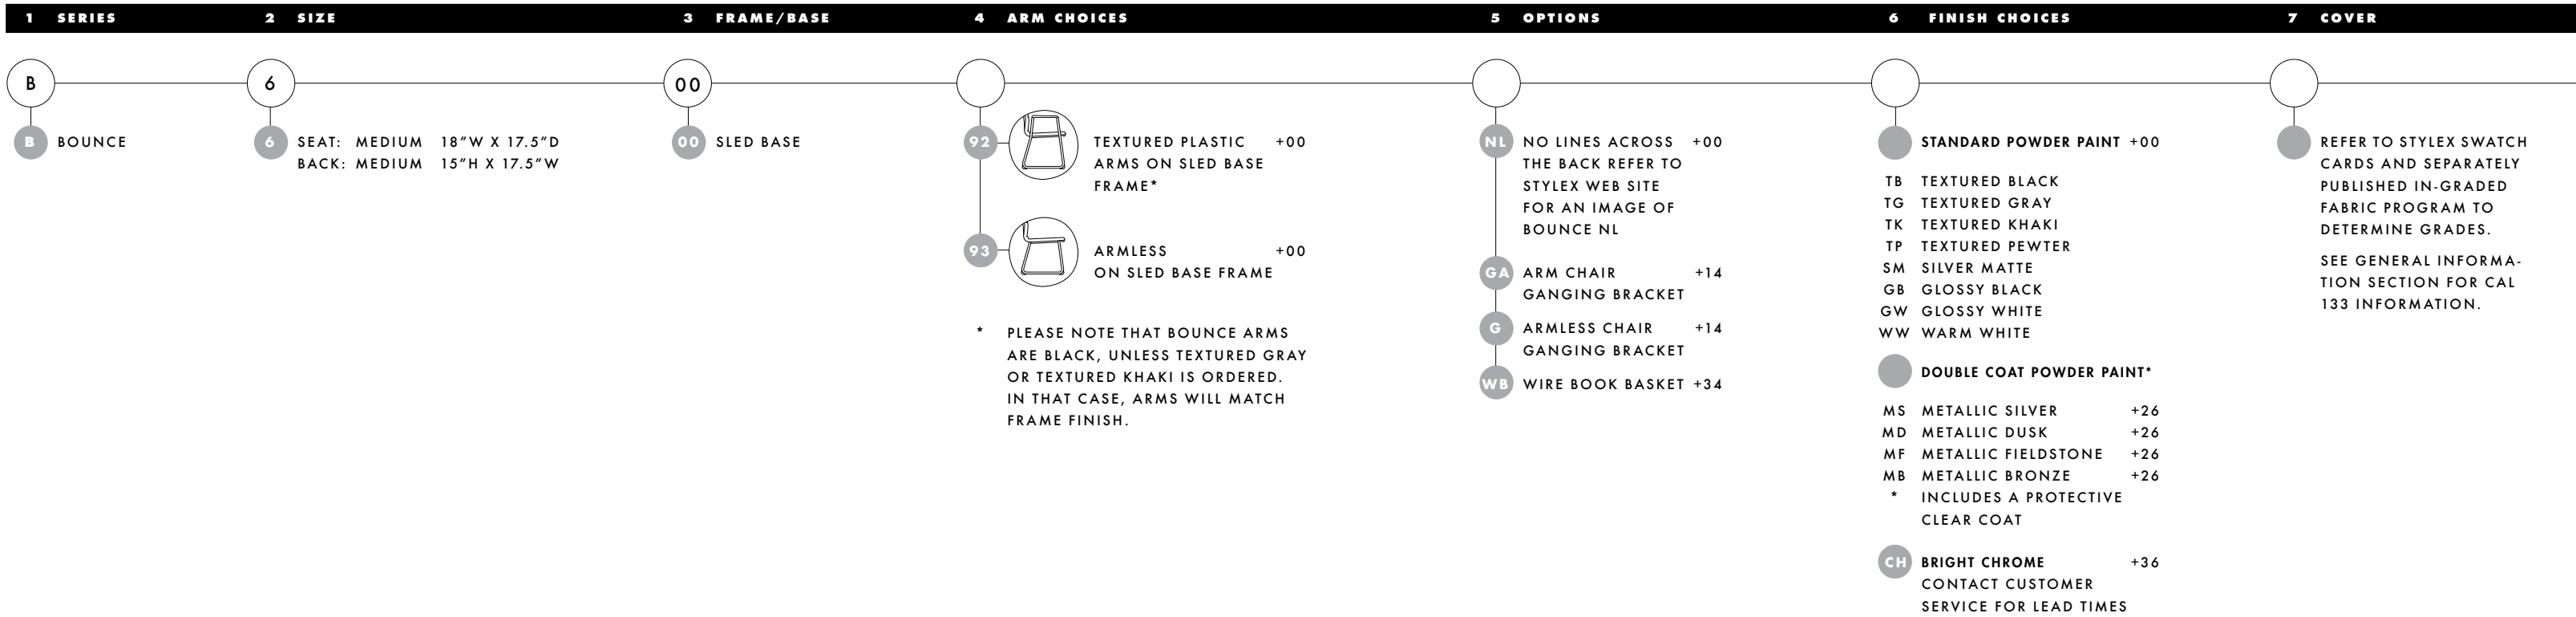 1 SERIES 2 SIZE 3 FRAME/BASE 4 ARM CHOICES 5 OPTIONS 6 FINISH CHOICES 7 COVER
B
B BOUNCE
6
6 SEAT: MEDIUM 18"W X 17.5"D
BACK: MEDIUM 15"H X 17.5"W
00
00 SLED BASE
92 TEXTURED PLASTIC +00
ARMS ON SLED BASE
FRAME*
93 ARMLESS +00
ON SLED BASE FRAME
* PLEASE NOTE THAT BOUNCE ARMS
ARE BLACK, UNLESS TEXTURED GRAY
OR TEXTURED KHAKI IS ORDERED.
IN THAT CASE, ARMS WILL MATCH
FRAME FINISH.
NL NO LINES ACROSS +00
THE BACK REFER TO
STYLEX WEB SITE
FOR AN IMAGE OF
BOUNCE NL
GA ARM CHAIR +14
GANGING BRACKET
G ARMLESS CHAIR +14
GANGING BRACKET
WB WIRE BOOK BASKET +34
STANDARD POWDER PAINT +00
TB TEXTURED BLACK
TG TEXTURED GRAY
TK TEXTURED KHAKI
TP TEXTURED PEWTER
SM SILVER MATTE
GB GLOSSY BLACK
GW GLOSSY WHITE
WW WARM WHITE
DOUBLE COAT POWDER PAINT*
MS METALLIC SILVER +26
MD METALLIC DUSK +26
MF METALLIC FIELDSTONE +26
MB METALLIC BRONZE +26
* INCLUDES A PROTECTIVE
CLEAR COAT
CH BRIGHT CHROME +36
CONTACT CUSTOMER
SERVICE FOR LEAD TIMES
REFER TO STYLEX SWATCH
CARDS AND SEPARATELY
PUBLISHED IN-GRADED
FABRIC PROGRAM TO
DETERMINE GRADES.
SEE GENERAL INFORMA-
TION SECTION FOR CAL
133 INFORMATION.